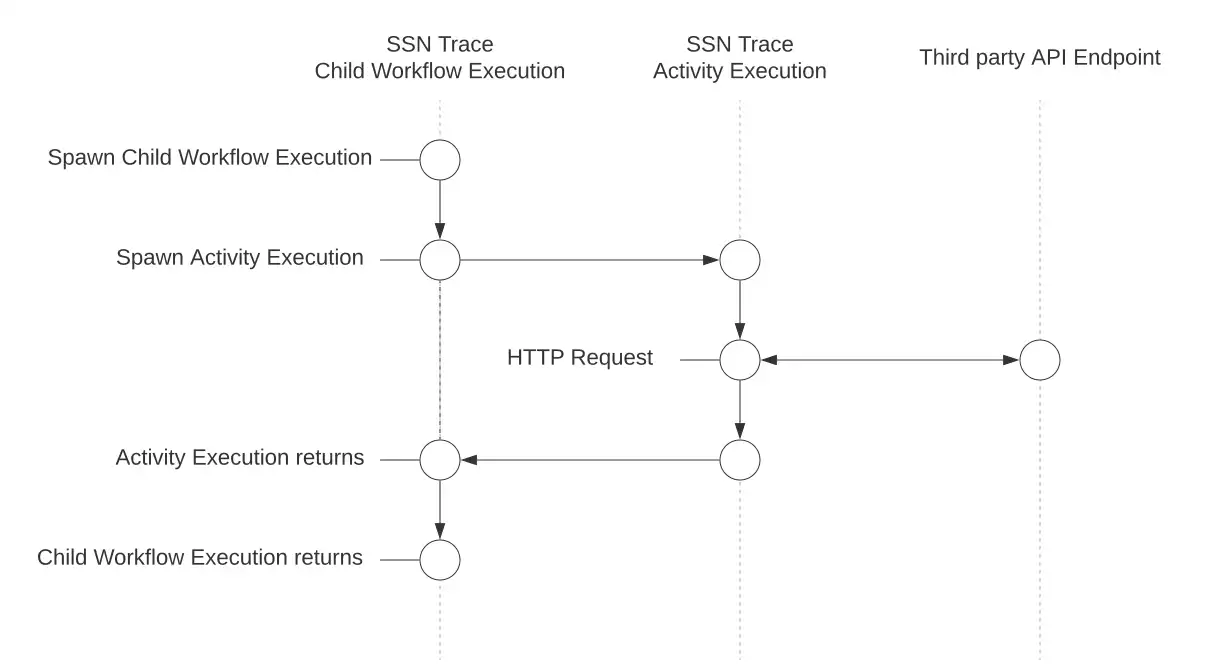 SSN Trace
Child Workflow Execution
SSN Trace
Activity Execution
Third party API Endpoint
Spawn Child Workflow Execution
Spawn Activity Execution
HTTP Request
Activity Execution returns
Child Workflow Execution returns